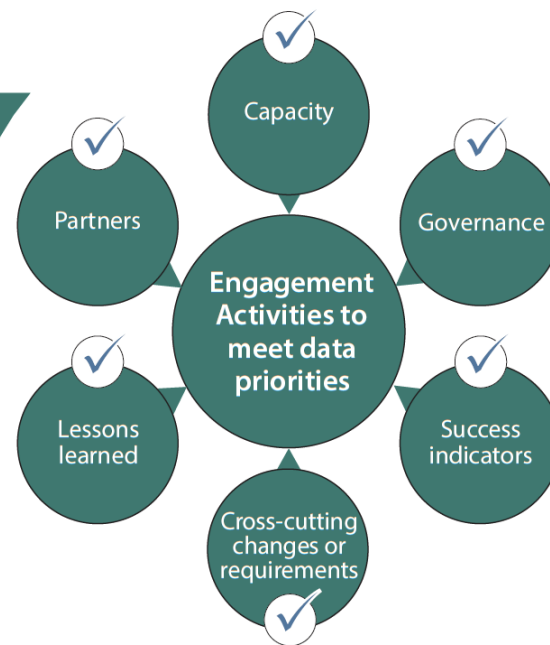 Capacity
Partners
Governance
Engagement
Activities to
meet data
priorities
Lessons
learned
Success
indicators
Cross-cutting
changes or
requirements